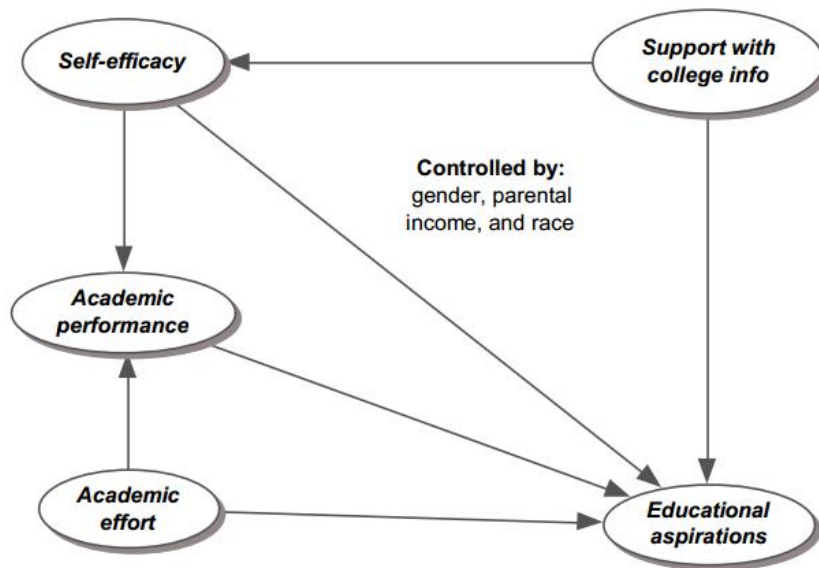 Self-efficacy
Support with
college info
Controlled by:
gender, parental
income, and race
Academic
performance
Academic
effort
Educational
aspirations